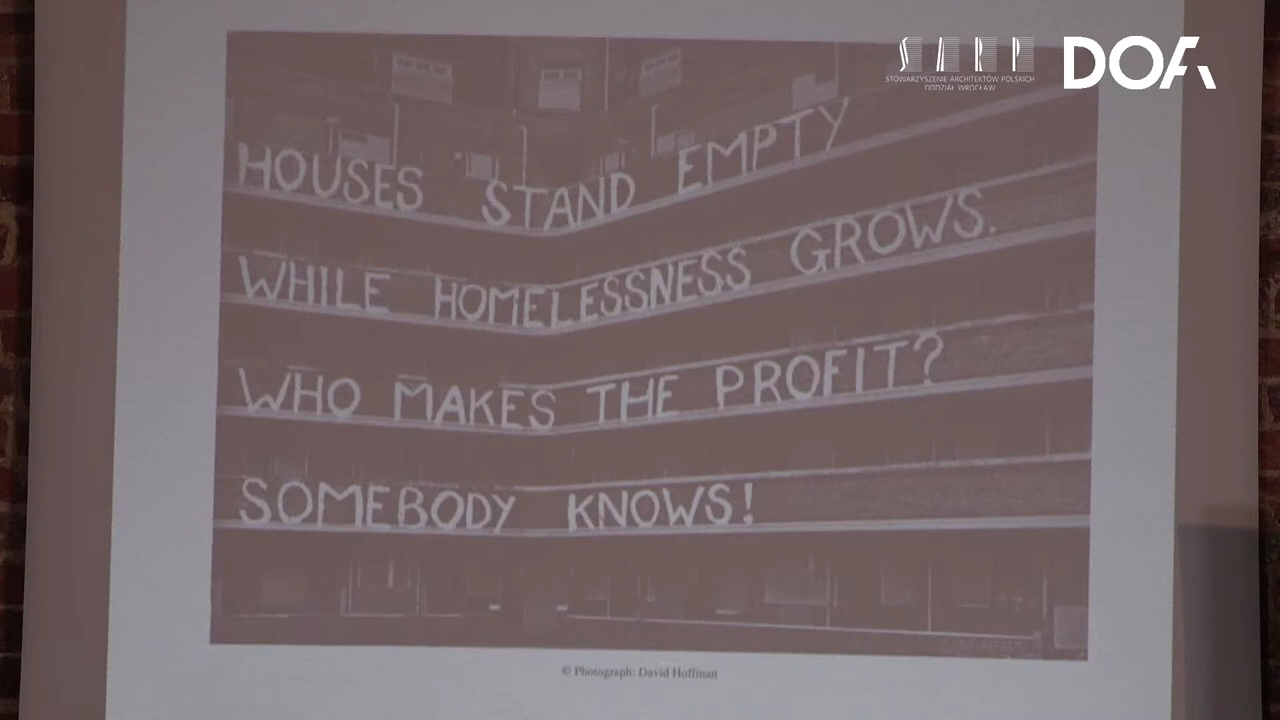 SARP
STOWARZYSZENIE ARCHITEKTÓW POLSKICH
ODDZIAŁ WROCŁAW
DOFA
HOUSES STAND EMPTY
WHILE HOMELESSNESS GROWS.
WHO MAKES THE PROFIT?
SOMEBODY KNOWS!
© Photograph: David Hoffman